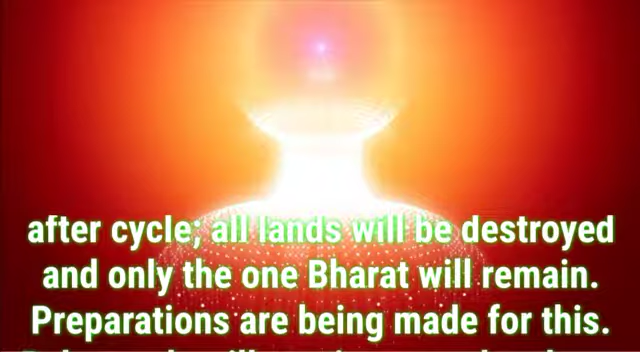 after cycle; all lands will be destroyed
and only the one Bharat will remain.
Preparations are being made for this.